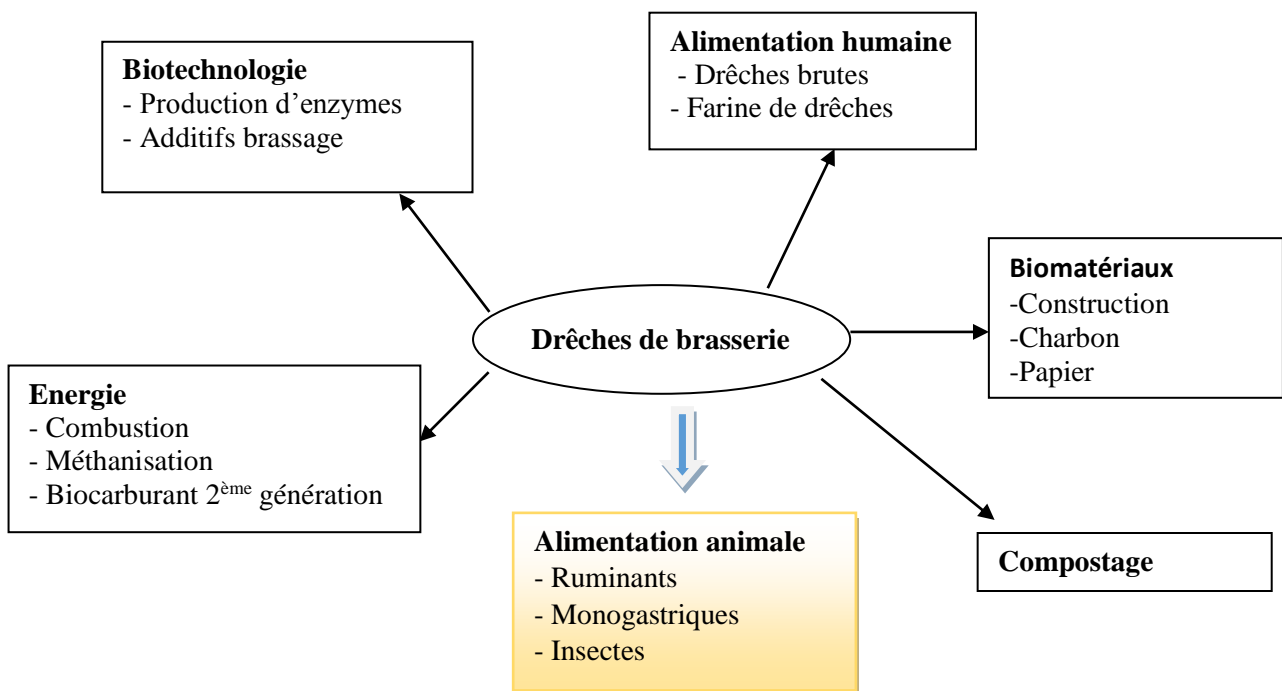 Biotechnologie
- Production d’enzymes
- Additifs brassage
Alimentation humaine
- Drêches brutes
- Farine de drêches
Biomatériaux
-Construction
-Charbon
-Papier
Drêches de brasserie
Energie
- Combustion
- Méthanisation
- Biocarburant 2ème génération
Alimentation animale
- Ruminants
- Monogastriques
- Insectes
Compostage